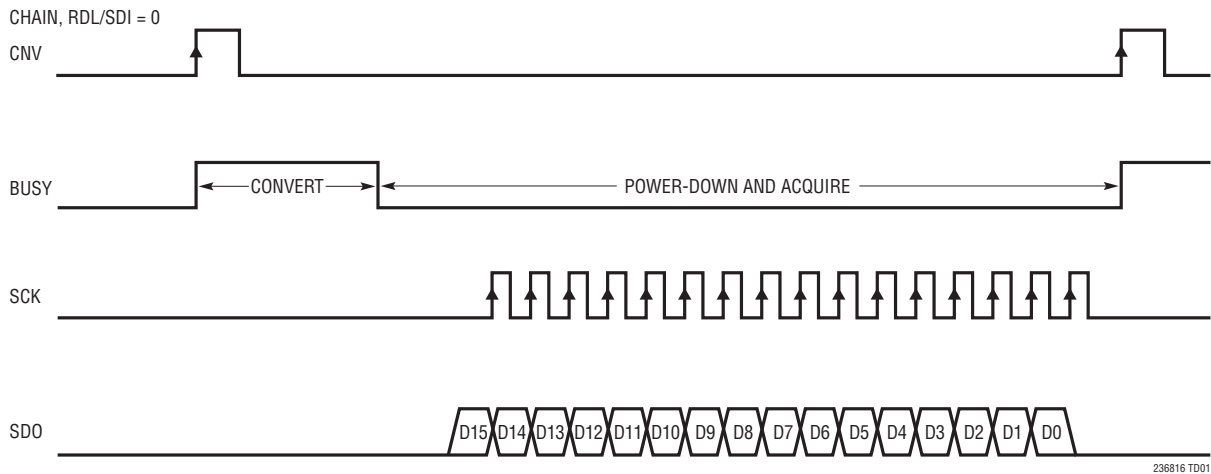 CHAIN, RDL/SDI = 0
CNV
BUSY
CONVERT
POWER-DOWN AND ACQUIRE
SCK
SDO
D15 D14 D13 D12 D11 D10 D9 D8 D7 D6 D5 D4 D3 D2 D1 D0
236816 TD01